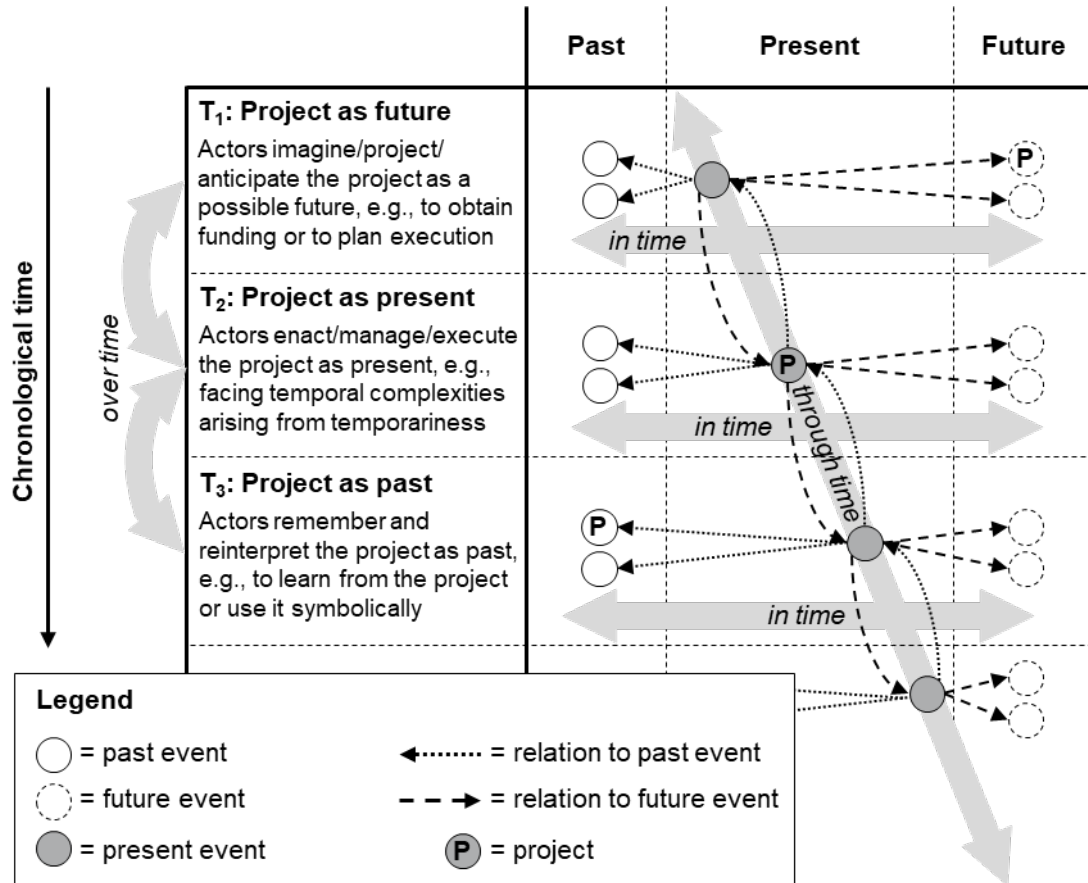 Past
Present
Future
Chronological time
over time
T₁: Project as future
Actors imagine/project/
anticipate the project as a
possible future, e.g., to obtain
funding or to plan execution
P
in time
T₂: Project as present
Actors enact/manage/execute
the project as present, e.g.,
facing temporal complexities
arising from temporariness
P
in time
through time
T₃: Project as past
Actors remember and
reinterpret the project as past,
e.g., to learn from the project
or use it symbolically
P
in time
Legend
= past event
= relation to past event
= future event
= relation to future event
= present event
P = project